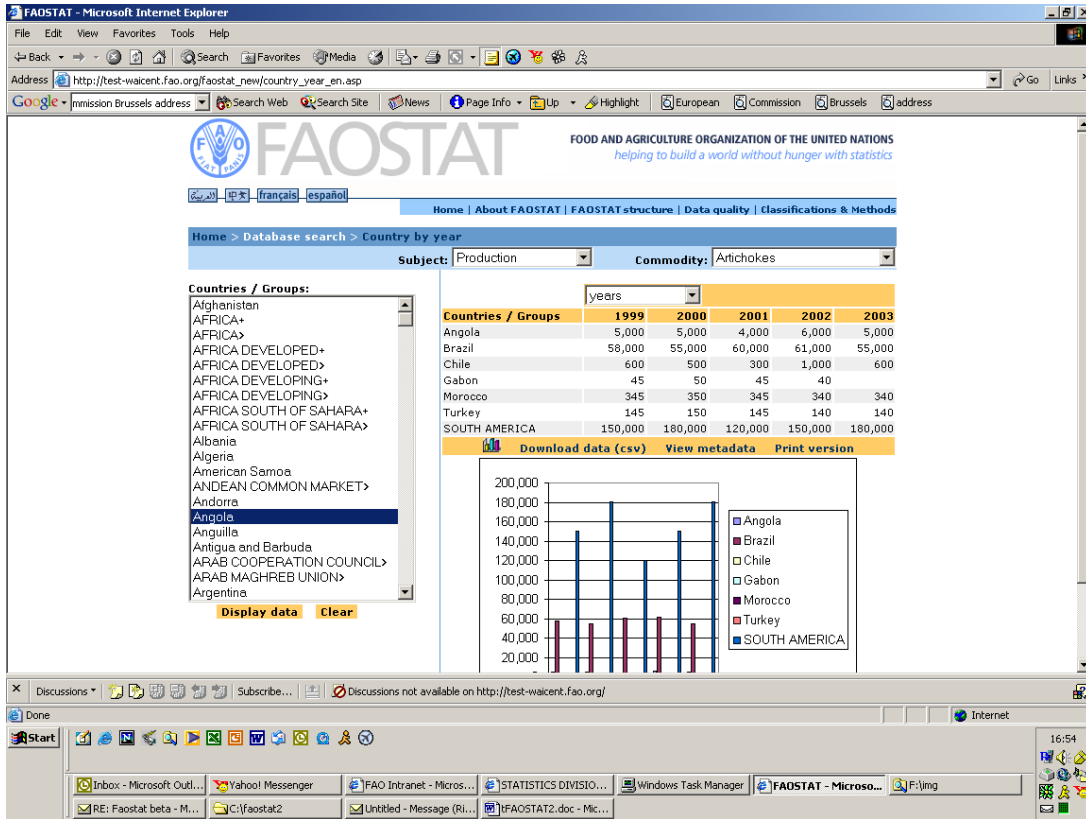 FAOSTAT - Microsoft Internet Explorer
File Edit View Favorites Tools Help
Back Search Favorites Media
Address http://test-waicent.fao.org/faostat_new/country_year_en.asp Go Links
Google mmission Brussels address Search Web Search Site News Page Info Up Highlight European Commission Brussels address
FAO FIAT PANIS
FAOSTAT
FOOD AND AGRICULTURE ORGANIZATION OF THE UNITED NATIONS
helping to build a world without hunger with statistics
العربية 中文 français español
Home | About FAOSTAT | FAOSTAT structure | Data quality | Classifications & Methods
Home > Database search > Country by year
Subject: Production Commodity: Artichokes
Countries / Groups:
Afghanistan
AFRICA+
AFRICA>
AFRICA DEVELOPED+
AFRICA DEVELOPED>
AFRICA DEVELOPING+
AFRICA DEVELOPING>
AFRICA SOUTH OF SAHARA+
AFRICA SOUTH OF SAHARA>
Albania
Algeria
American Samoa
ANDEAN COMMON MARKET>
Andorra
Angola
Anguilla
Antigua and Barbuda
ARAB COOPERATION COUNCIL>
ARAB MAGHREB UNION>
Argentina
Display data Clear
years
Countries / Groups 1999 2000 2001 2002 2003
Angola 5,000 5,000 4,000 6,000 5,000
Brazil 58,000 55,000 60,000 61,000 55,000
Chile 600 500 300 1,000 600
Gabon 45 50 45 40
Morocco 345 350 345 340 340
Turkey 145 150 145 140 140
SOUTH AMERICA 150,000 180,000 120,000 150,000 180,000
Download data (csv) View metadata Print version
200,000
180,000
160,000
140,000
120,000
100,000
80,000
60,000
40,000
20,000
Angola
Brazil
Chile
Gabon
Morocco
Turkey
SOUTH AMERICA
Discussions Subscribe... Discussions not available on http://test-waicent.fao.org/
Done Internet
Start 16:54
Inbox - Microsoft Outl... Yahoo! Messenger FAO Intranet - Micros... STATISTICS DIVISIO... Windows Task Manager FAOSTAT - Microso... F:\img
RE: Faostat beta - M... C:\faostat2 Untitled - Message (Ri... tFAOSTAT2.doc - Mic...